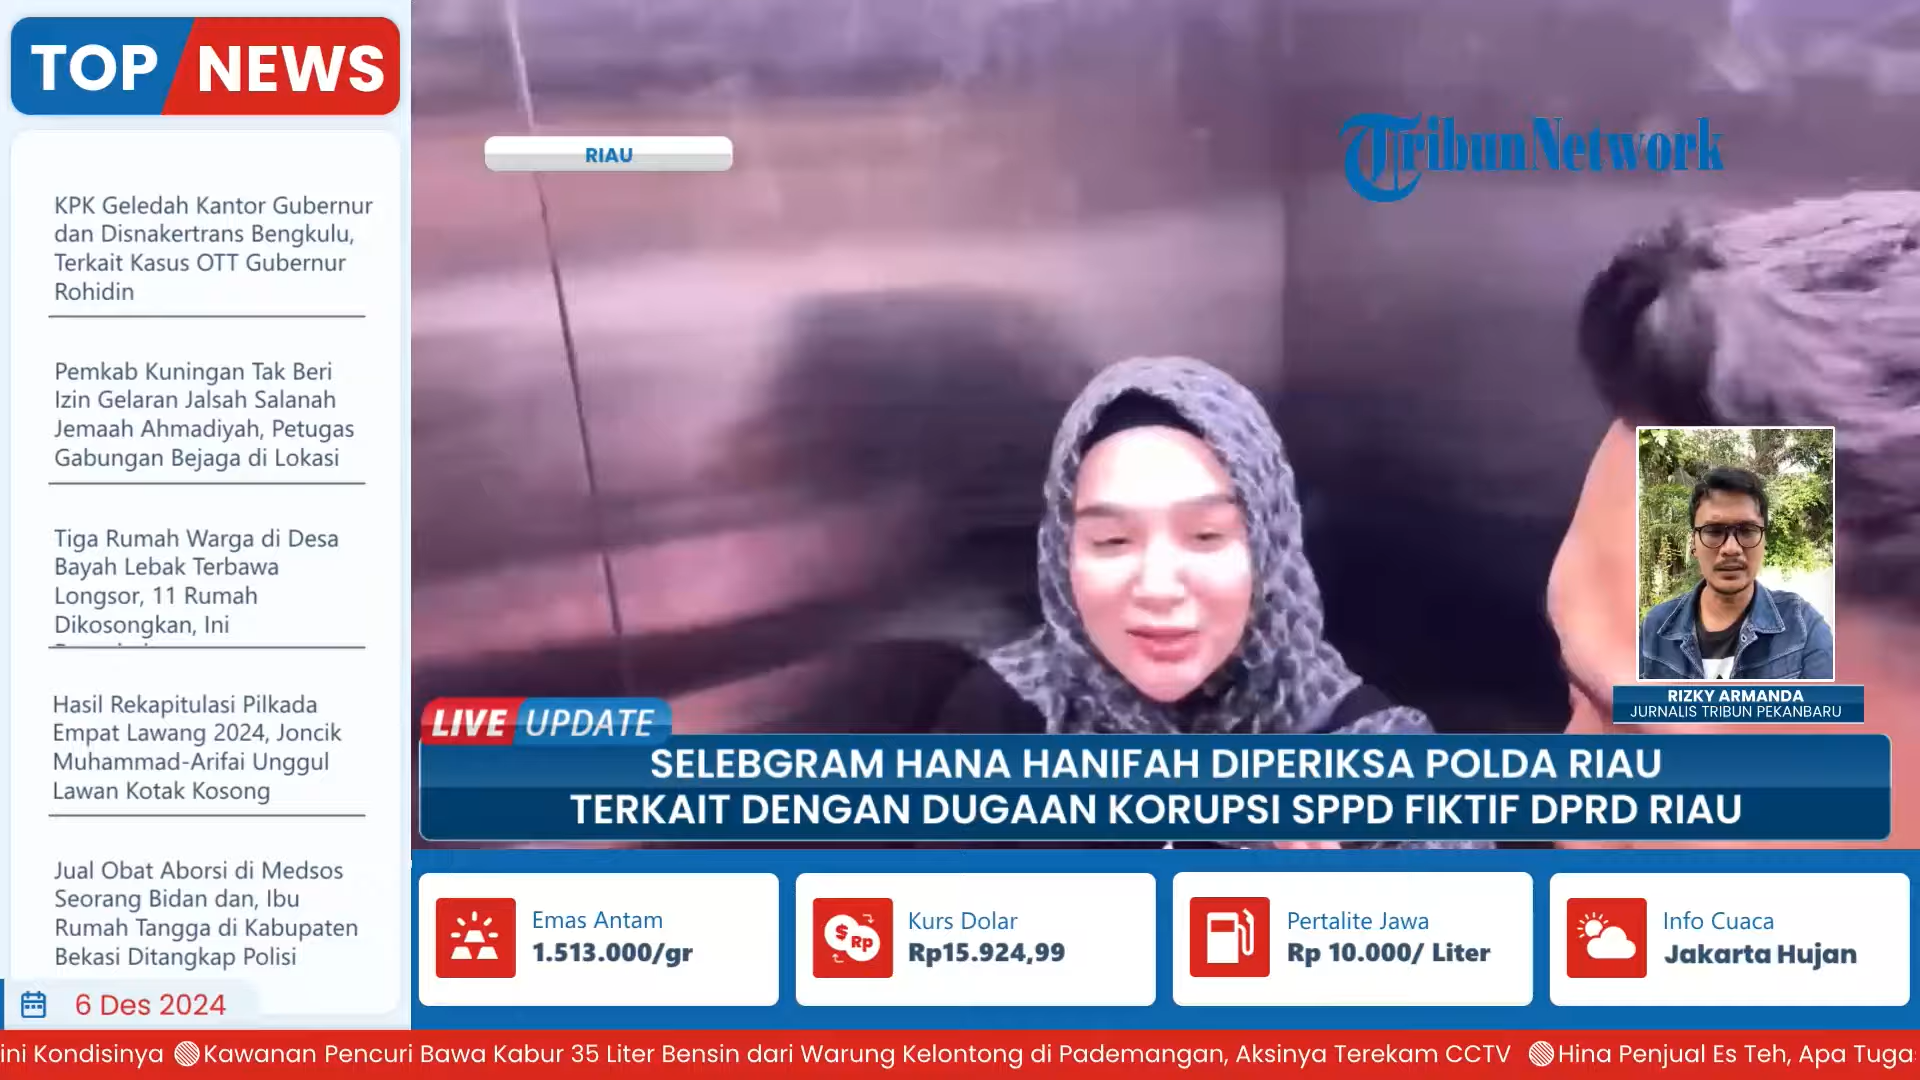 TOP NEWS
KPK Geledah Kantor Gubernur
dan Disnakertrans Bengkulu,
Terkait Kasus OTT Gubernur
Rohidin
Pemkab Kuningan Tak Beri
Izin Gelaran Jalsah Salanah
Jemaah Ahmadiyah, Petugas
Gabungan Bejaga di Lokasi
Tiga Rumah Warga di Desa
Bayah Lebak Terbawa
Longsor, 11 Rumah
Dikosongkan, Ini
Hasil Rekapitulasi Pilkada
Empat Lawang 2024, Joncik
Muhammad-Arifai Unggul
Lawan Kotak Kosong
Jual Obat Aborsi di Medsos
Seorang Bidan dan, Ibu
Rumah Tangga di Kabupaten
Bekasi Ditangkap Polisi
6 Des 2024
RIAU
TribunNetwork
RIZKY ARMANDA
JURNALIS TRIBUN PEKANBARU
LIVE UPDATE
SELEBGRAM HANA HANIFAH DIPERIKSA POLDA RIAU
TERKAIT DENGAN DUGAAN KORUPSI SPPD FIKTIF DPRD RIAU
Emas Antam
1.513.000/gr
$ Rp
Kurs Dolar
Rp15.924,99
Pertalite Jawa
Rp 10.000/ Liter
Info Cuaca
Jakarta Hujan
ini Kondisinya Kawanan Pencuri Bawa Kabur 35 Liter Bensin dari Warung Kelontong di Pademangan, Aksinya Terekam CCTV Hina Penjual Es Teh, Apa Tuga